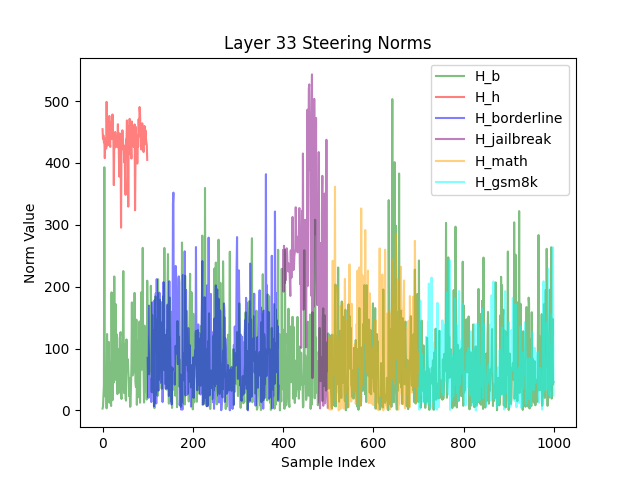 Layer 33 Steering Norms
H_b
H_h
H_borderline
H_jailbreak
H_math
H_gsm8k
Norm Value
500
400
300
200
100
0
0
200
400
600
800
1000
Sample Index